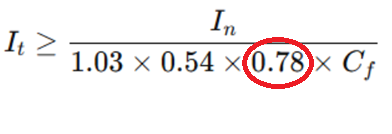 I_t ≥ I_n / (1.03 × 0.54 × 0.78 × C_f)